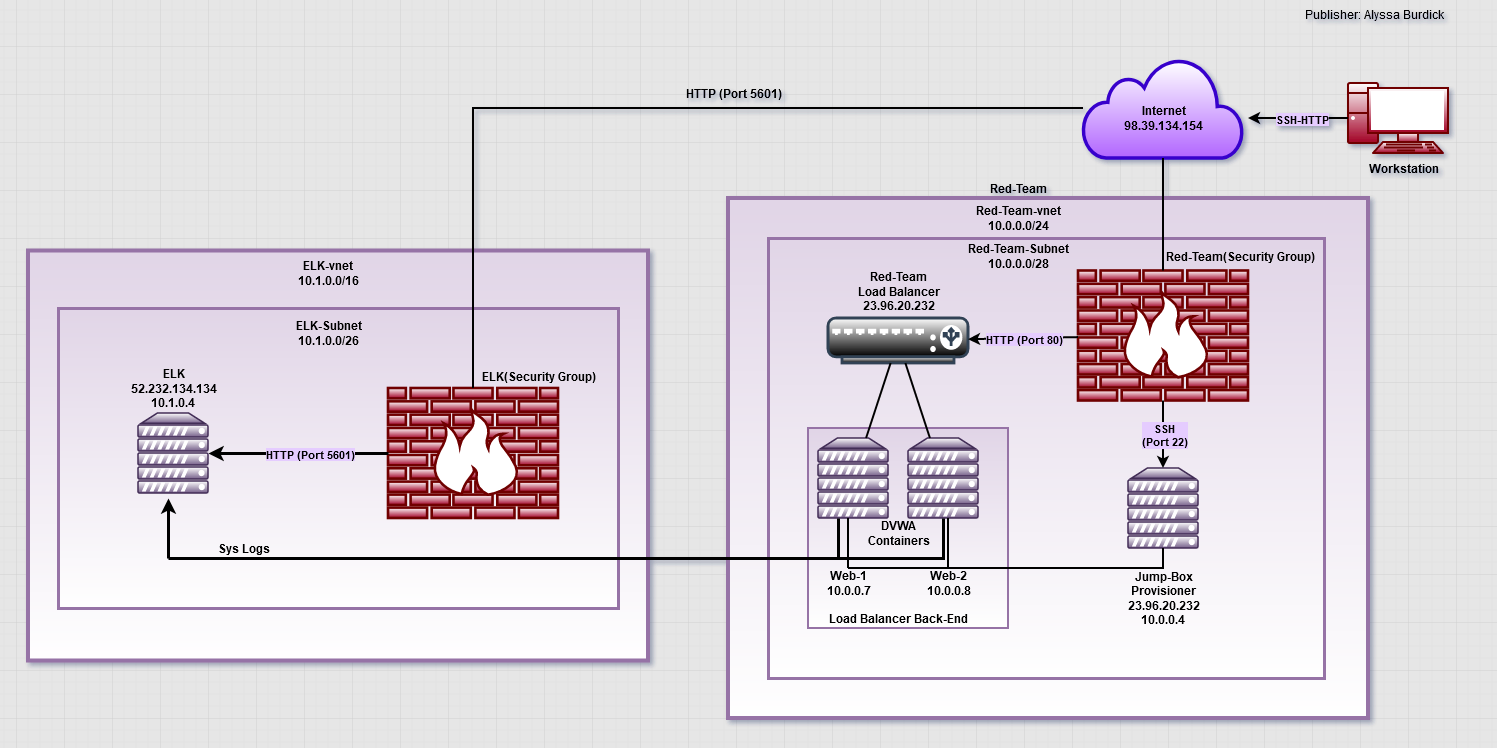 Publisher: Alyssa Burdick
HTTP (Port 5601)
Internet
98.39.134.154
SSH-HTTP
Workstation
Red-Team
Red-Team-vnet
10.0.0.0/24
Red-Team-Subnet
10.0.0.0/28
Red-Team(Security Group)
Red-Team
Load Balancer
23.96.20.232
HTTP (Port 80)
SSH
(Port 22)
DVWA
Containers
Web-1
10.0.0.7
Web-2
10.0.0.8
Load Balancer Back-End
Jump-Box
Provisioner
23.96.20.232
10.0.0.4
ELK-vnet
10.1.0.0/16
ELK-Subnet
10.1.0.0/26
ELK
52.232.134.134
10.1.0.4
ELK(Security Group)
HTTP (Port 5601)
Sys Logs